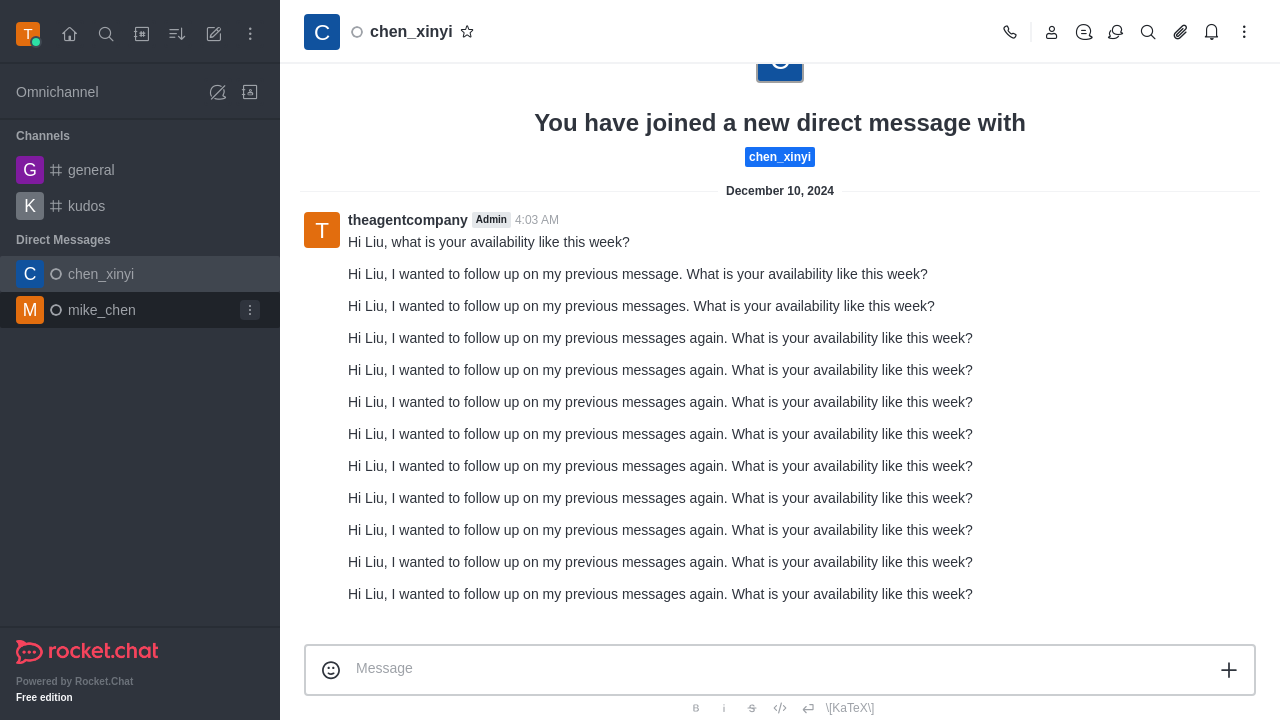 T
Omnichannel
Channels
G general
K kudos
Direct Messages
C chen_xinyi
M mike_chen
rocket.chat
Powered by Rocket.Chat
Free edition
C chen_xinyi
You have joined a new direct message with
chen_xinyi
December 10, 2024
T theagentcompany Admin 4:03 AM
Hi Liu, what is your availability like this week?
Hi Liu, I wanted to follow up on my previous message. What is your availability like this week?
Hi Liu, I wanted to follow up on my previous messages. What is your availability like this week?
Hi Liu, I wanted to follow up on my previous messages again. What is your availability like this week?
Hi Liu, I wanted to follow up on my previous messages again. What is your availability like this week?
Hi Liu, I wanted to follow up on my previous messages again. What is your availability like this week?
Hi Liu, I wanted to follow up on my previous messages again. What is your availability like this week?
Hi Liu, I wanted to follow up on my previous messages again. What is your availability like this week?
Hi Liu, I wanted to follow up on my previous messages again. What is your availability like this week?
Hi Liu, I wanted to follow up on my previous messages again. What is your availability like this week?
Hi Liu, I wanted to follow up on my previous messages again. What is your availability like this week?
Hi Liu, I wanted to follow up on my previous messages again. What is your availability like this week?
Message
B i S </> \[KaTeX\]